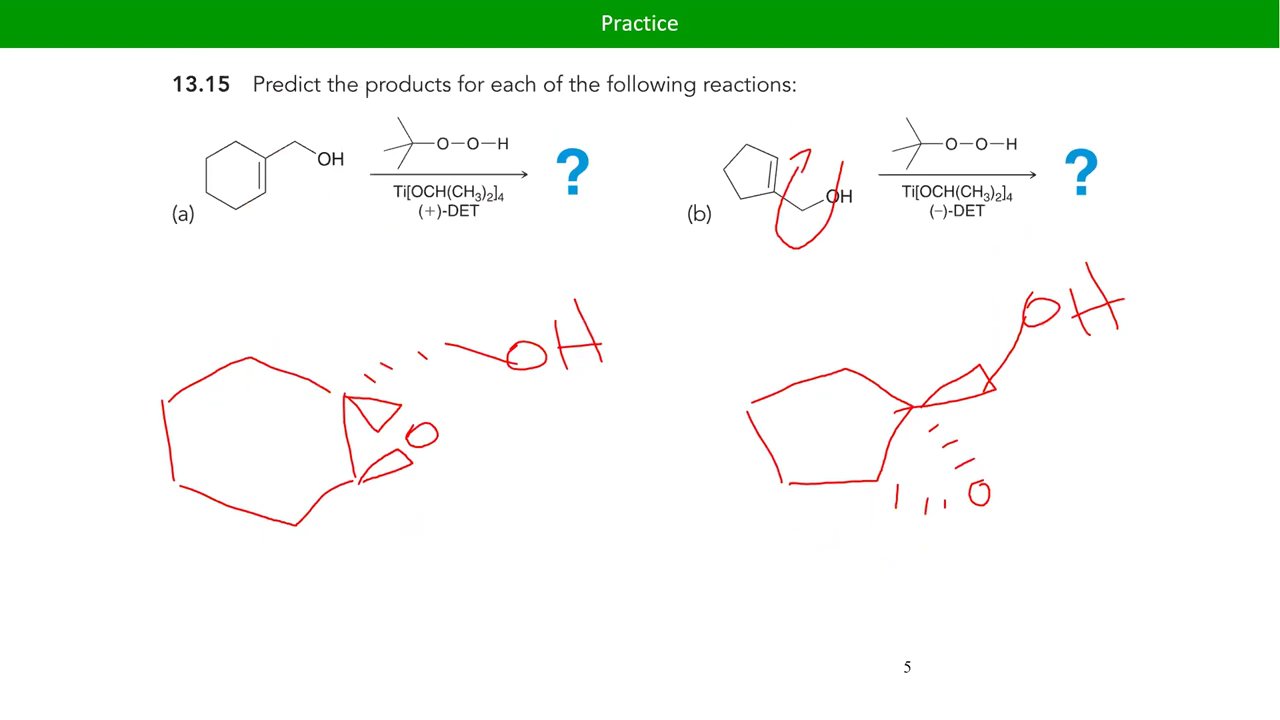 Practice
13.15 Predict the products for each of the following reactions:
(a) OH
O-O-H
Ti[OCH(CH₃)₂]₄
(+)-DET
?
(b) OH
O-O-H
Ti[OCH(CH₃)₂]₄
(−)-DET
?
OH
O
OH
O
5